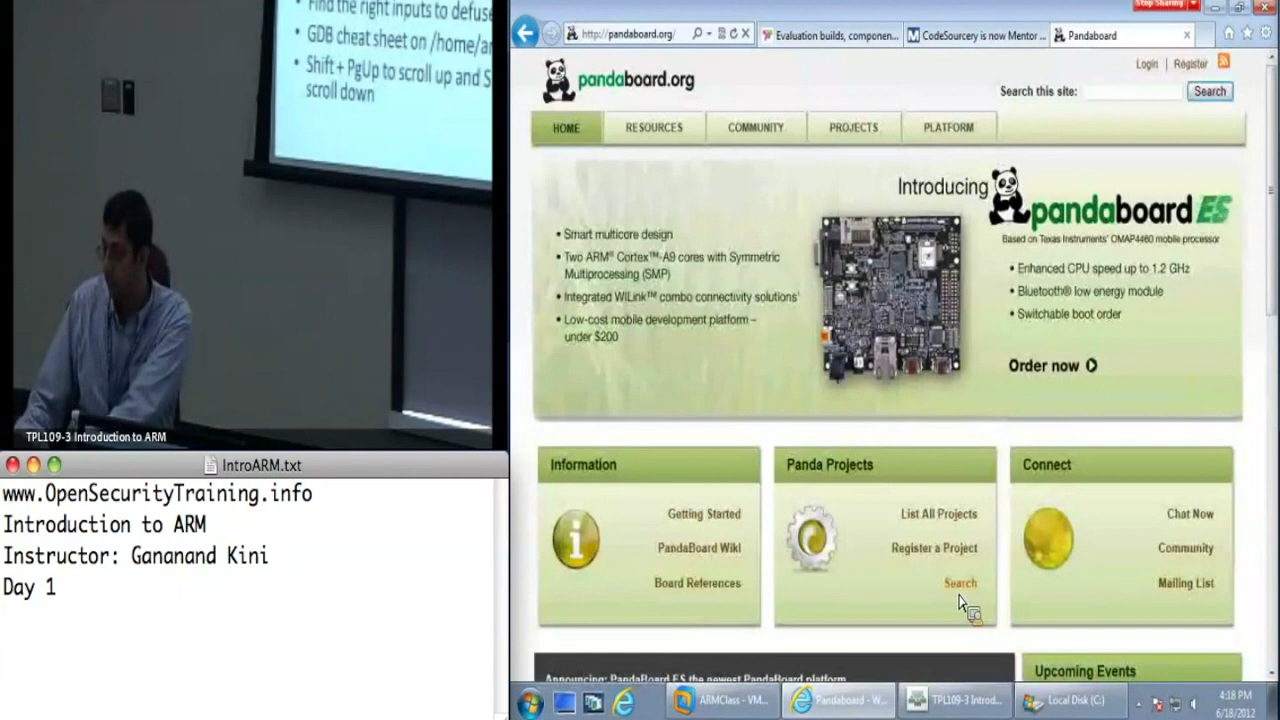 Find the right inputs to defuse
• GDB cheat sheet on /home/ar
• Shift + PgUp to scroll up and S
scroll down
TPL109-3 Introduction to ARM
IntroARM.txt
www.OpenSecurityTraining.info
Introduction to ARM
Instructor: Gananand Kini
Day 1
Stop Sharing
http://pandaboard.org/
Evaluation builds, componen...
CodeSourcery is now Mentor ...
Pandaboard
pandaboard.org
Login | Register
Search this site:
Search
HOME
RESOURCES
COMMUNITY
PROJECTS
PLATFORM
Introducing
pandaboard ES
Based on Texas Instruments' OMAP4460 mobile processor
• Smart multicore design
• Two ARM® Cortex™-A9 cores with Symmetric
Multiprocessing (SMP)
• Integrated WiLink™ combo connectivity solutions'
• Low-cost mobile development platform–
under $200
• Enhanced CPU speed up to 1.2 GHz
• Bluetooth® low energy module
• Switchable boot order
Order now
Information
Getting Started
PandaBoard Wiki
Board References
Panda Projects
List All Projects
Register a Project
Search
Connect
Chat Now
Community
Mailing List
Announcing: PandaBoard ES the newest PandaBoard platform
Upcoming Events
ARMClass - VM...
Pandaboard - W...
TPL109-3 Introd...
Local Disk (C:)
4:18 PM
6/18/2012